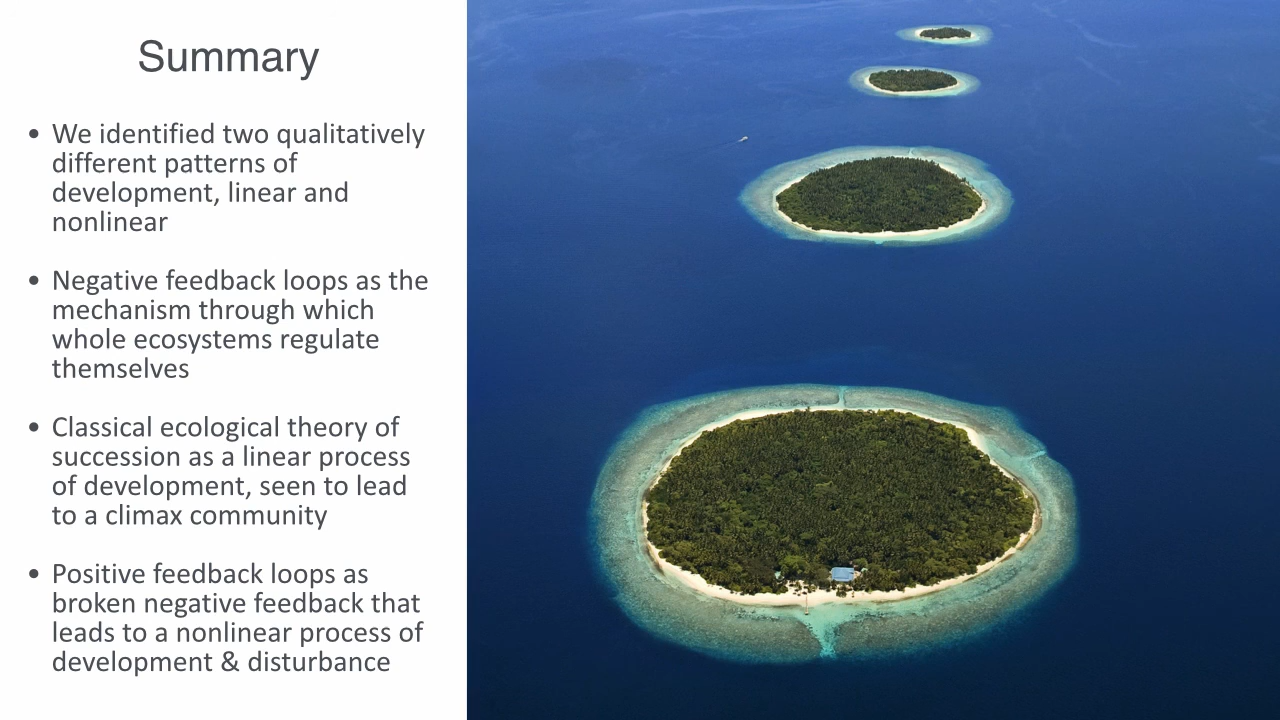 Summary
• We identified two qualitatively
different patterns of
development, linear and
nonlinear
• Negative feedback loops as the
mechanism through which
whole ecosystems regulate
themselves
• Classical ecological theory of
succession as a linear process
of development, seen to lead
to a climax community
• Positive feedback loops as
broken negative feedback that
leads to a nonlinear process of
development & disturbance